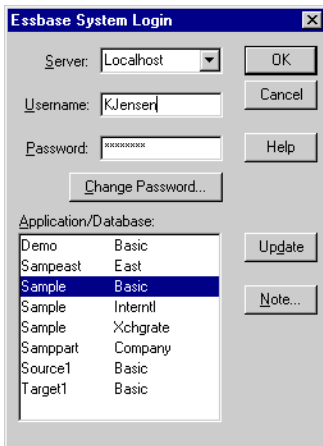 Essbase System Login
Server: Localhost OK
Username: KJensen Cancel
Password: ******** Help
Change Password...
Application/Database:
Demo Basic
Sampeast East Update
Sample Basic
Sample Interntl Note...
Sample Xchgrate
Samppart Company
Source1 Basic
Target1 Basic